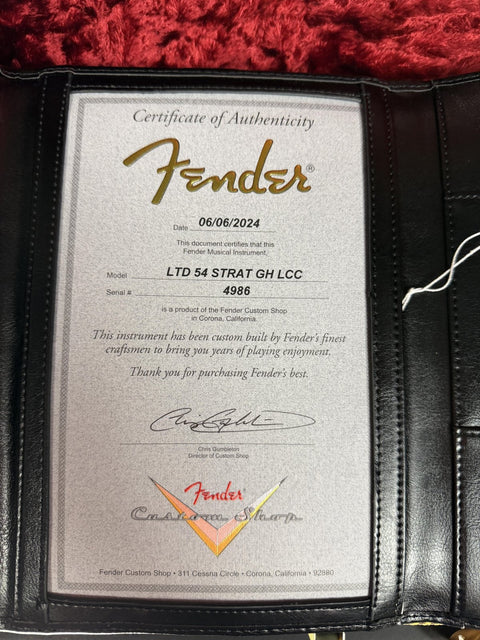 Certificate of Authenticity
Fender®
Date 06/06/2024
This document certifies that this
Fender Musical Instrument,
Model LTD 54 STRAT GH LCC
Serial # 4986
is a product of the Fender Custom Shop
in Corona, California.
This instrument has been custom built by Fender's finest
craftsmen to bring you years of playing enjoyment.
Thank you for purchasing Fender's best.
Chris Gumbleton
Director of Custom Shop
Fender
Custom Shop
Fender Custom Shop • 311 Cessna Circle • Corona, California • 92880